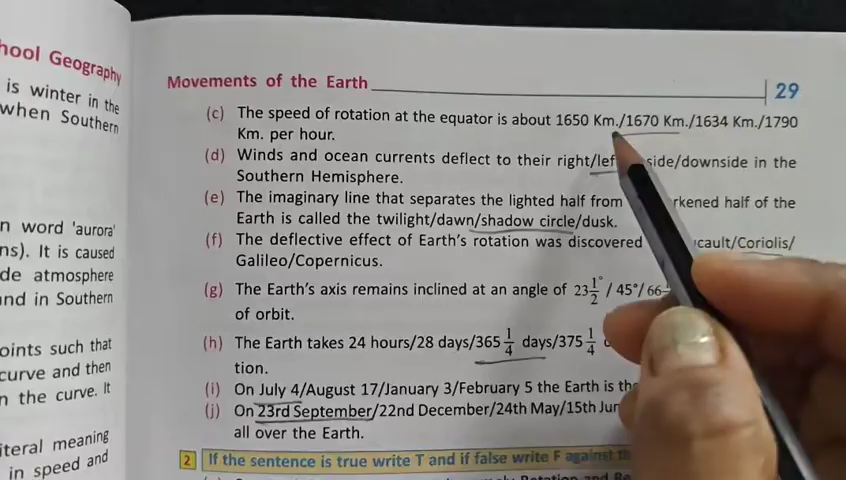 hool Geography
is winter in the
when Southern
n word 'aurora'
ns). It is caused
de atmosphere
and in Southern
oints such that
curve and then
n the curve. It
iteral meaning
in speed and
Movements of the Earth 29
(c) The speed of rotation at the equator is about 1650 Km./1670 Km./1634 Km./1790
Km. per hour.
(d) Winds and ocean currents deflect to their right/lef side/downside in the
Southern Hemisphere.
(e) The imaginary line that separates the lighted half from rkened half of the
Earth is called the twilight/dawn/shadow circle/dusk.
(f) The deflective effect of Earth's rotation was discovered cault/Coriolis/
Galileo/Copernicus.
(g) The Earth's axis remains inclined at an angle of 23 1/2° / 45°/66
of orbit.
(h) The Earth takes 24 hours/28 days/365 1/4 days/375 1/4
tion.
(i) On July 4/August 17/January 3/February 5 the Earth is the
(j) On 23rd September/22nd December/24th May/15th Jun
all over the Earth.
2 If the sentence is true write T and if false write F against th